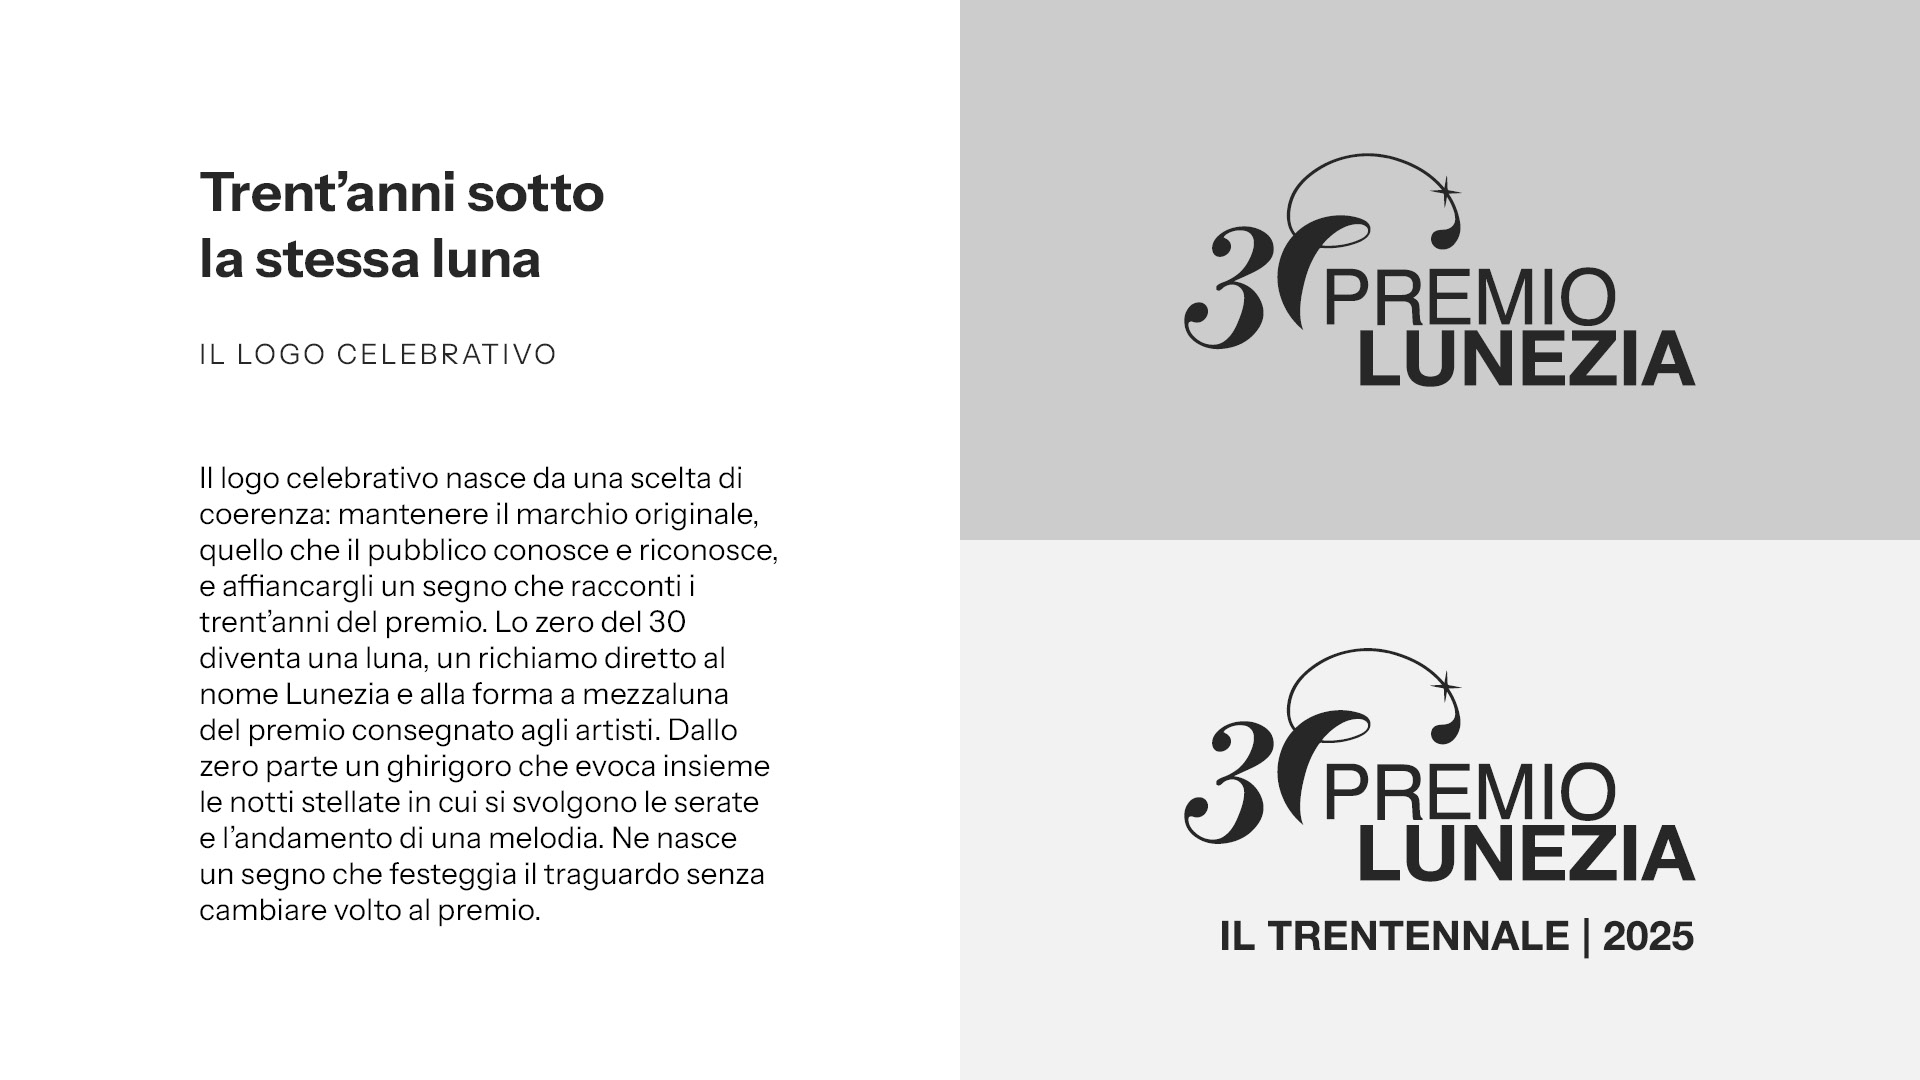 Trent’anni sotto
la stessa luna
IL LOGO CELEBRATIVO
Il logo celebrativo nasce da una scelta di
coerenza: mantenere il marchio originale,
quello che il pubblico conosce e riconosce,
e affiancargli un segno che racconti i
trent’anni del premio. Lo zero del 30
diventa una luna, un richiamo diretto al
nome Lunezia e alla forma a mezzaluna
del premio consegnato agli artisti. Dallo
zero parte un ghirigoro che evoca insieme
le notti stellate in cui si svolgono le serate
e l’andamento di una melodia. Ne nasce
un segno che festeggia il traguardo senza
cambiare volto al premio.
30 PREMIO
LUNEZIA
30 PREMIO
LUNEZIA
IL TRENTENNALE | 2025